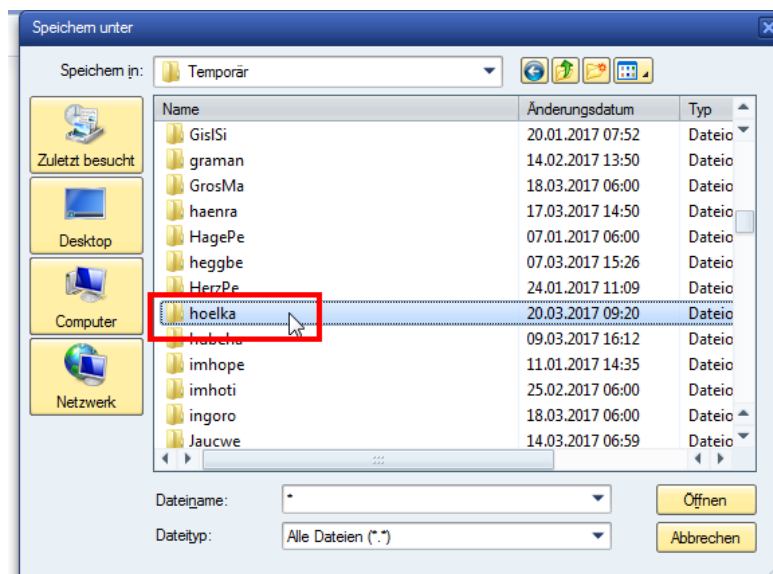 Speichern unter
Speichern in: Temporär
Name Änderungsdatum Typ
GislSi 20.01.2017 07:52 Dateio
graman 14.02.2017 13:50 Dateio
GrosMa 18.03.2017 06:00 Dateio
haenra 17.03.2017 14:50 Dateio
HagePe 07.01.2017 06:00 Dateio
heggbe 07.03.2017 15:26 Dateio
HerzPe 24.01.2017 11:09 Dateio
hoelka 20.03.2017 09:20 Dateio
09.03.2017 16:12 Dateio
imhope 11.01.2017 14:35 Dateio
imhoti 25.02.2017 06:00 Dateio
ingoro 18.03.2017 06:00 Dateio
Jaucwe 14.03.2017 06:59 Dateio
Zuletzt besucht
Desktop
Computer
Netzwerk
Dateiname: * Öffnen
Dateityp: Alle Dateien (*.*) Abbrechen